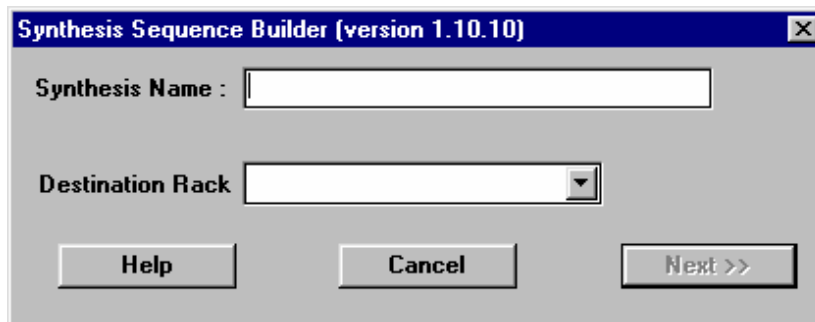 Synthesis Sequence Builder (version 1.10.10)
Synthesis Name :
Destination Rack
Help Cancel Next >>